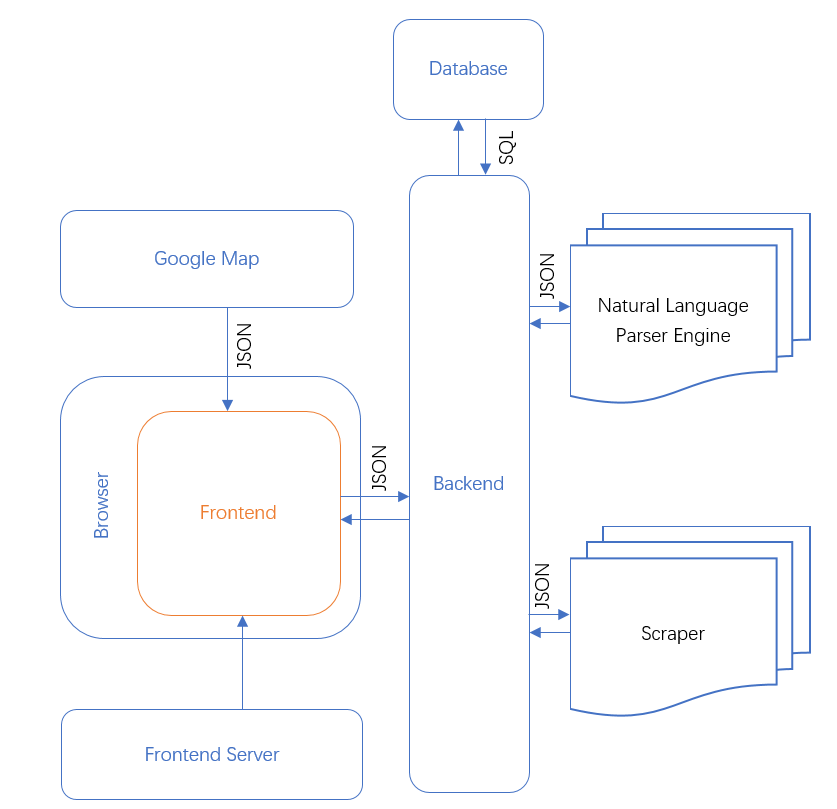 Database
SQL
Google Map
JSON
JSON
Natural Language
Parser Engine
Browser
Frontend
JSON
Backend
JSON
Scraper
Frontend Server